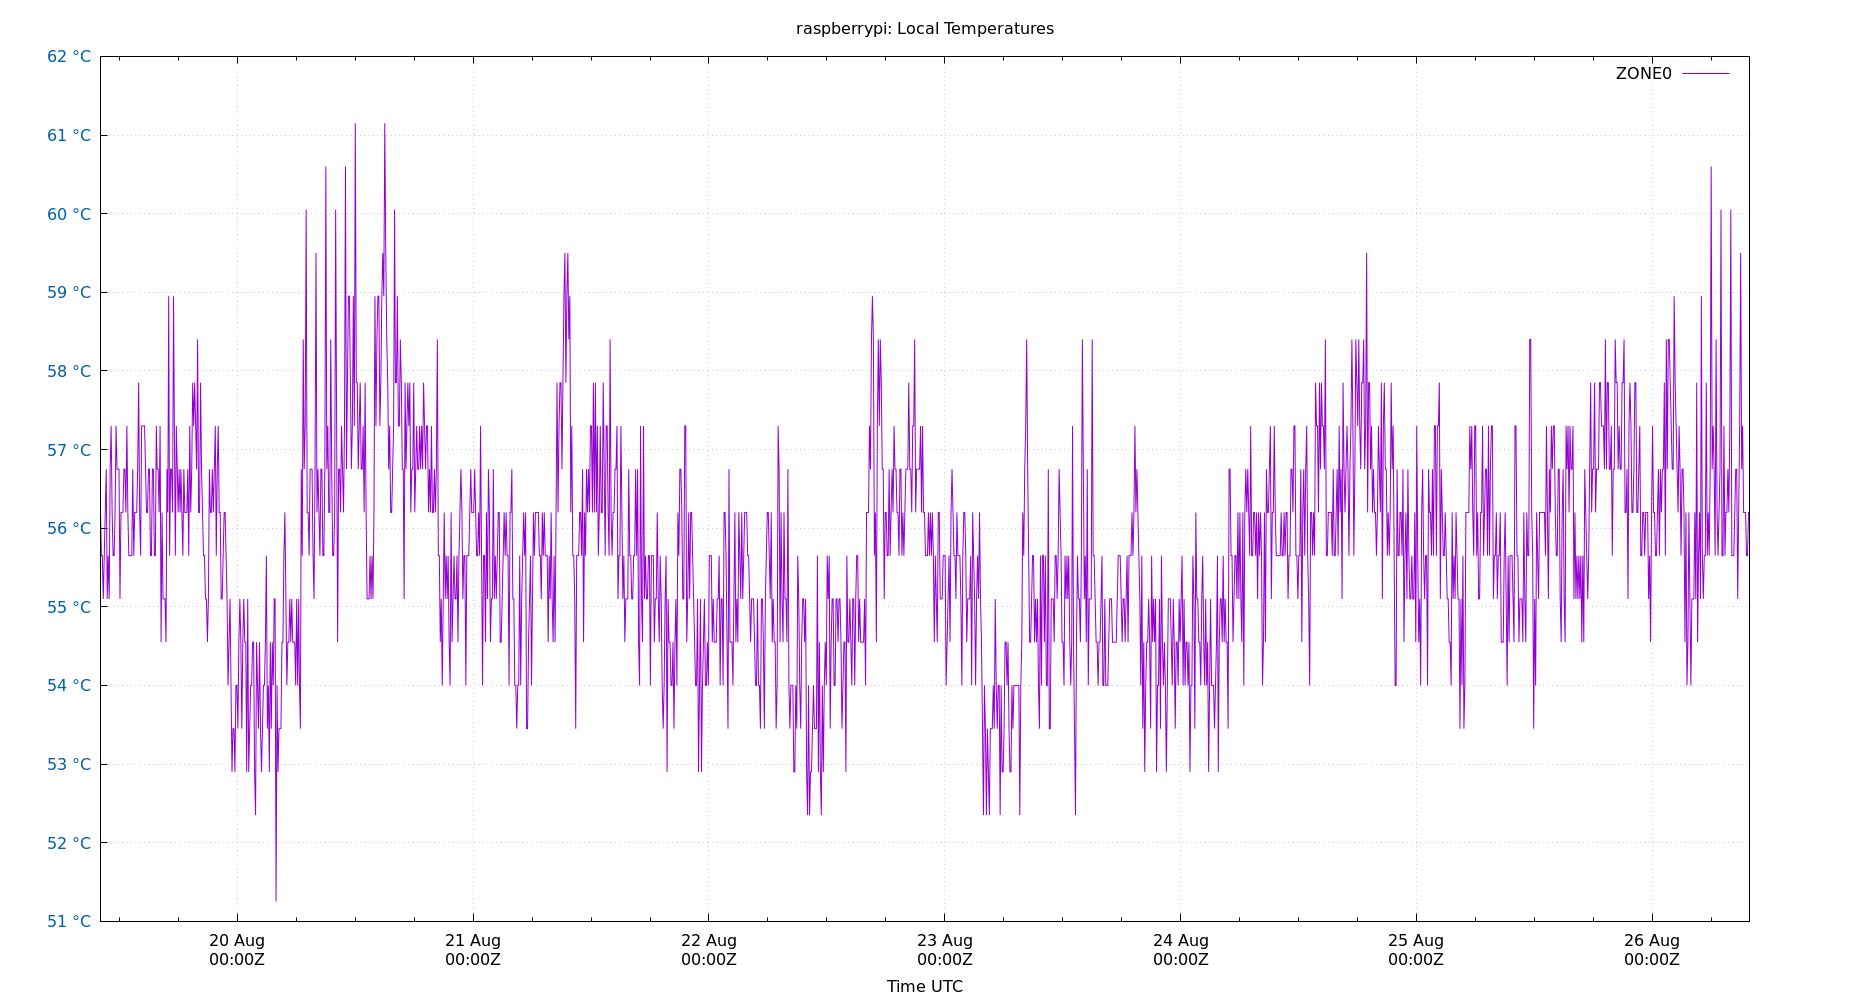 raspberrypi: Local Temperatures
62 °C
ZONE0
61 °C
60 °C
59 °C
58 °C
57 °C
56 °C
55 °C
54 °C
53 °C
52 °C
51 °C
20 Aug 21 Aug 22 Aug 23 Aug 24 Aug 25 Aug 26 Aug
00:00Z 00:00Z 00:00Z 00:00Z 00:00Z 00:00Z 00:00Z
Time UTC